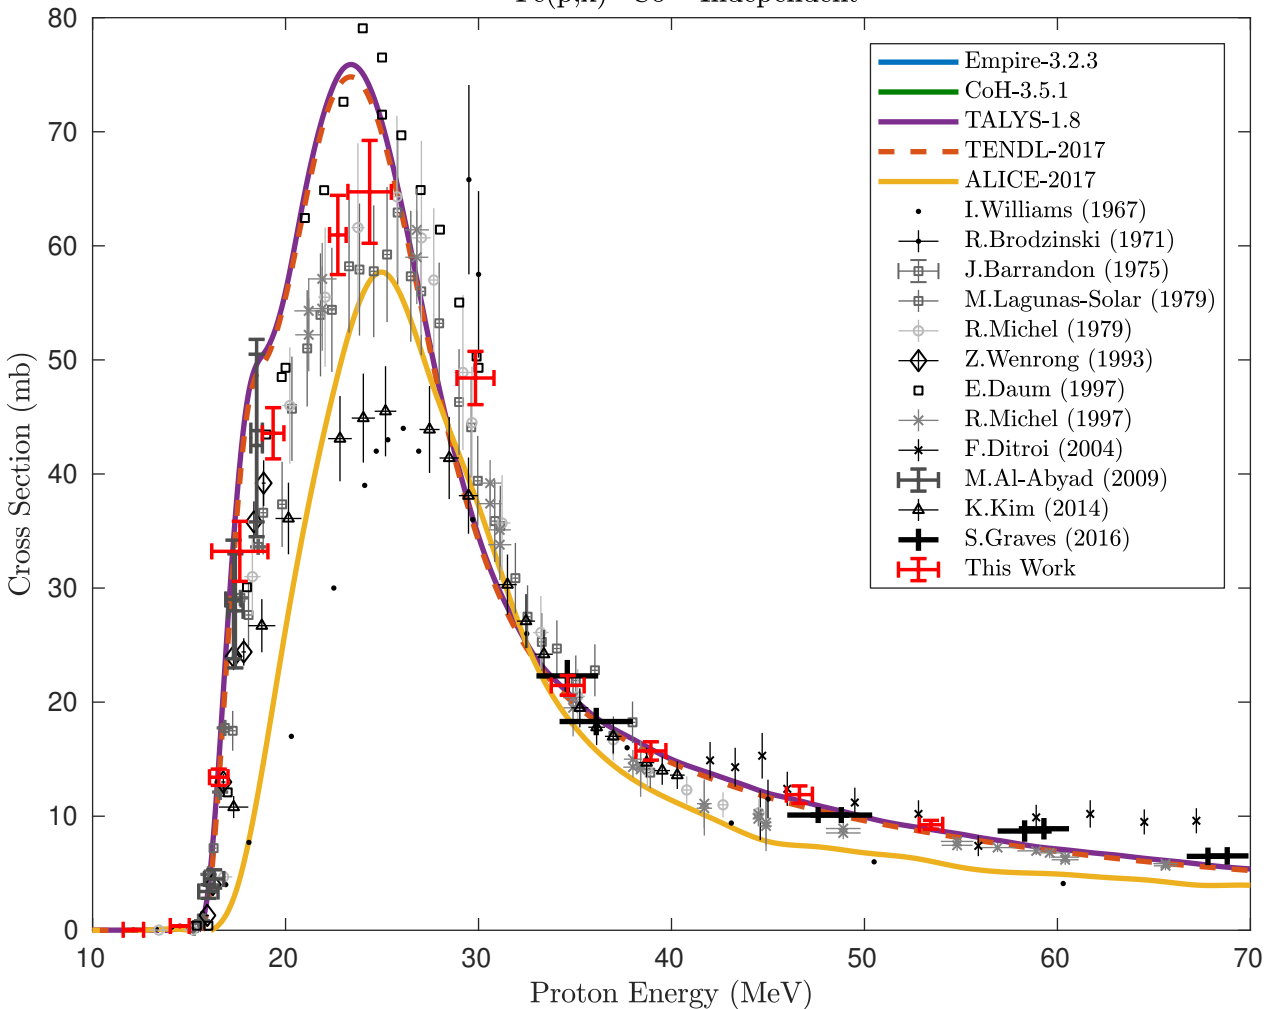 Independent
80
70
60
50
40
30
20
10
0
Cross Section (mb)
10 20 30 40 50 60 70
Proton Energy (MeV)
Empire-3.2.3
CoH-3.5.1
TALYS-1.8
TENDL-2017
ALICE-2017
I.Williams (1967)
R.Brodzinski (1971)
J.Barrandon (1975)
M.Lagunas-Solar (1979)
R.Michel (1979)
Z.Wenrong (1993)
E.Daum (1997)
R.Michel (1997)
F.Ditroi (2004)
M.Al-Abyad (2009)
K.Kim (2014)
S.Graves (2016)
This Work